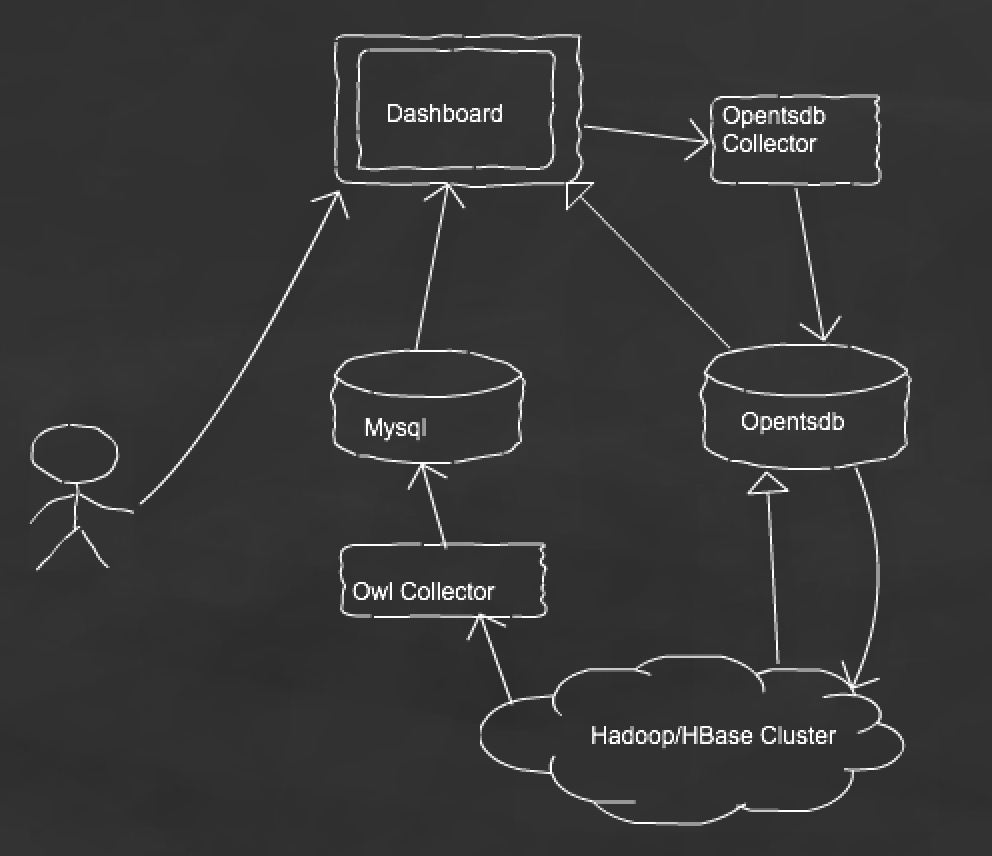 Dashboard
Opentsdb
Collector
Mysql
Opentsdb
Owl Collector
Hadoop/HBase Cluster